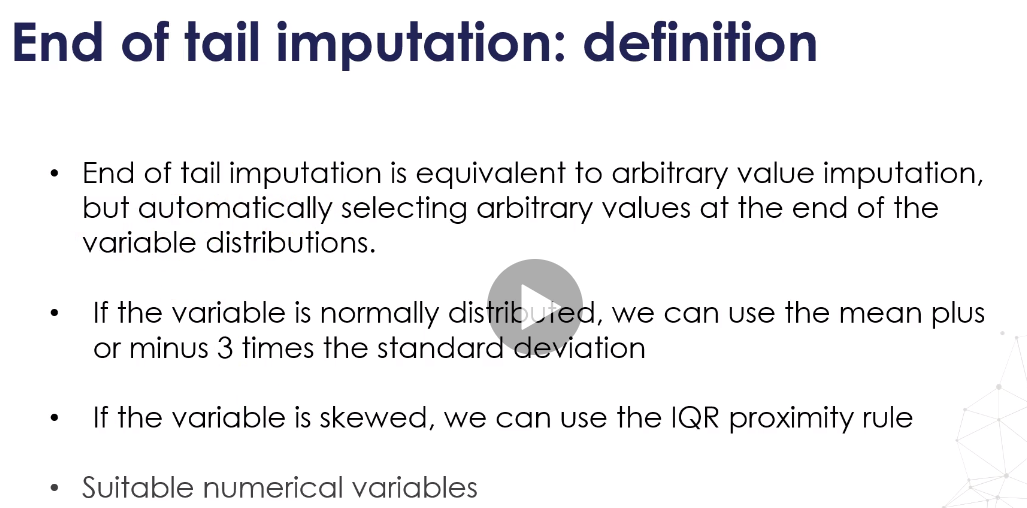 End of tail imputation: definition
• End of tail imputation is equivalent to arbitrary value imputation,
but automatically selecting arbitrary values at the end of the
variable distributions.
• If the variable is normally distributed, we can use the mean plus
or minus 3 times the standard deviation
• If the variable is skewed, we can use the IQR proximity rule
• Suitable numerical variables